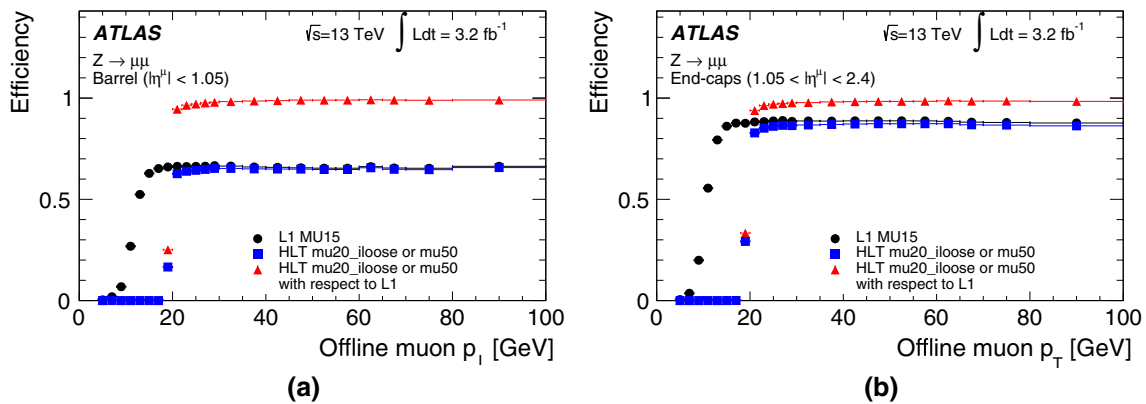 Efficiency
ATLAS
√s=13 TeV ∫ Ldt = 3.2 fb⁻¹
Z → μμ
Barrel (|η^μ| < 1.05)
1
0.5
0
L1 MU15
HLT mu20_iloose or mu50
HLT mu20_iloose or mu50
with respect to L1
0 20 40 60 80 100
Offline muon p_T [GeV]
(a)
Efficiency
ATLAS
√s=13 TeV ∫ Ldt = 3.2 fb⁻¹
Z → μμ
End-caps (1.05 < |η^μ| < 2.4)
1
0.5
0
L1 MU15
HLT mu20_iloose or mu50
HLT mu20_iloose or mu50
with respect to L1
0 20 40 60 80 100
Offline muon p_T [GeV]
(b)